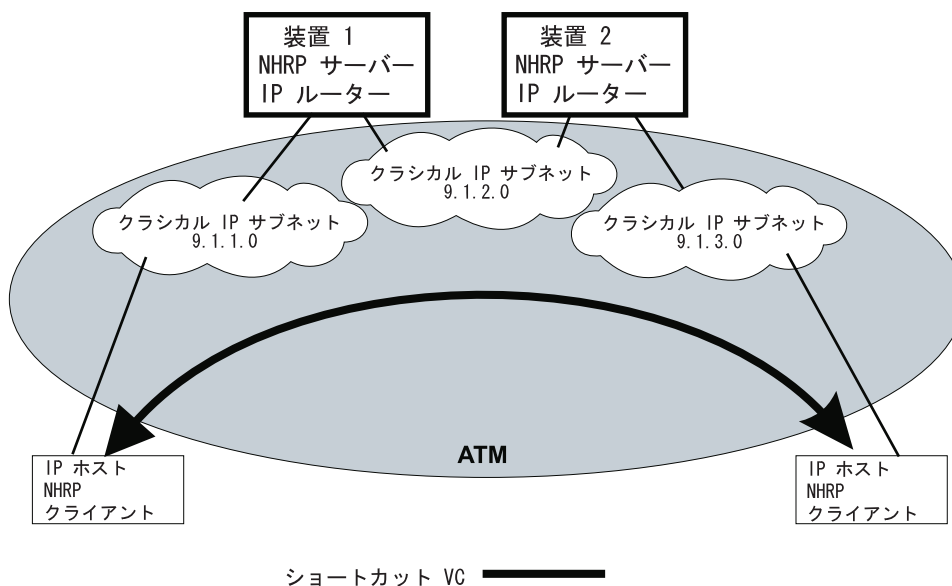 装置 1
NHRP サーバー
IP ルーター
装置 2
NHRP サーバー
IP ルーター
クラシカル IP サブネット
9.1.2.0
クラシカル IP サブネット
9.1.1.0
クラシカル IP サブネット
9.1.3.0
ATM
IP ホスト
NHRP
クライアント
IP ホスト
NHRP
クライアント
ショートカット VC